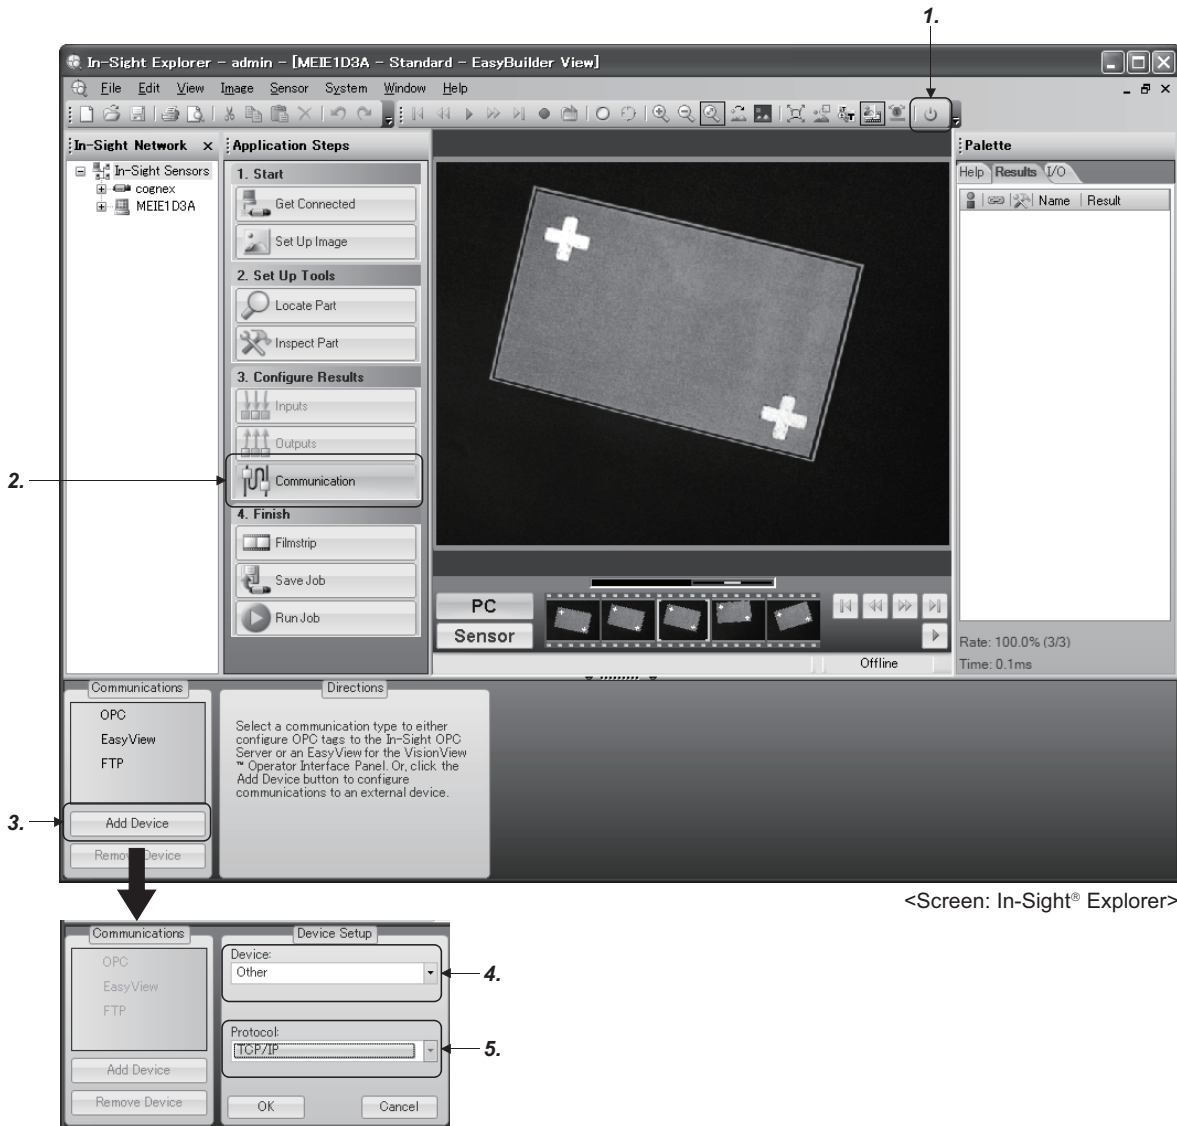 1.
In-Sight Explorer - admin - [MEIE1D3A - Standard - EasyBuilder View]
File Edit View Image Sensor System Window Help
In-Sight Network
In-Sight Sensors
cognex
MEIE1D3A
Application Steps
1. Start
Get Connected
Set Up Image
2. Set Up Tools
Locate Part
Inspect Part
3. Configure Results
Inputs
Outputs
2.
Communication
4. Finish
Filmstrip
Save Job
Run Job
PC
Sensor
Offline
Palette
Help Results I/O
Name Result
Rate: 100.0% (3/3)
Time: 0.1ms
Communications
OPC
EasyView
FTP
3.
Add Device
Remove Device
Directions
Select a communication type to either
configure OPC tags to the In-Sight OPC
Server or an EasyView for the VisionView
™ Operator Interface Panel. Or, click the
Add Device button to configure
communications to an external device.
<Screen: In-Sight® Explorer>
Communications
OPC
EasyView
FTP
Add Device
Remove Device
Device Setup
Device:
Other
4.
Protocol:
TCP/IP
5.
OK Cancel